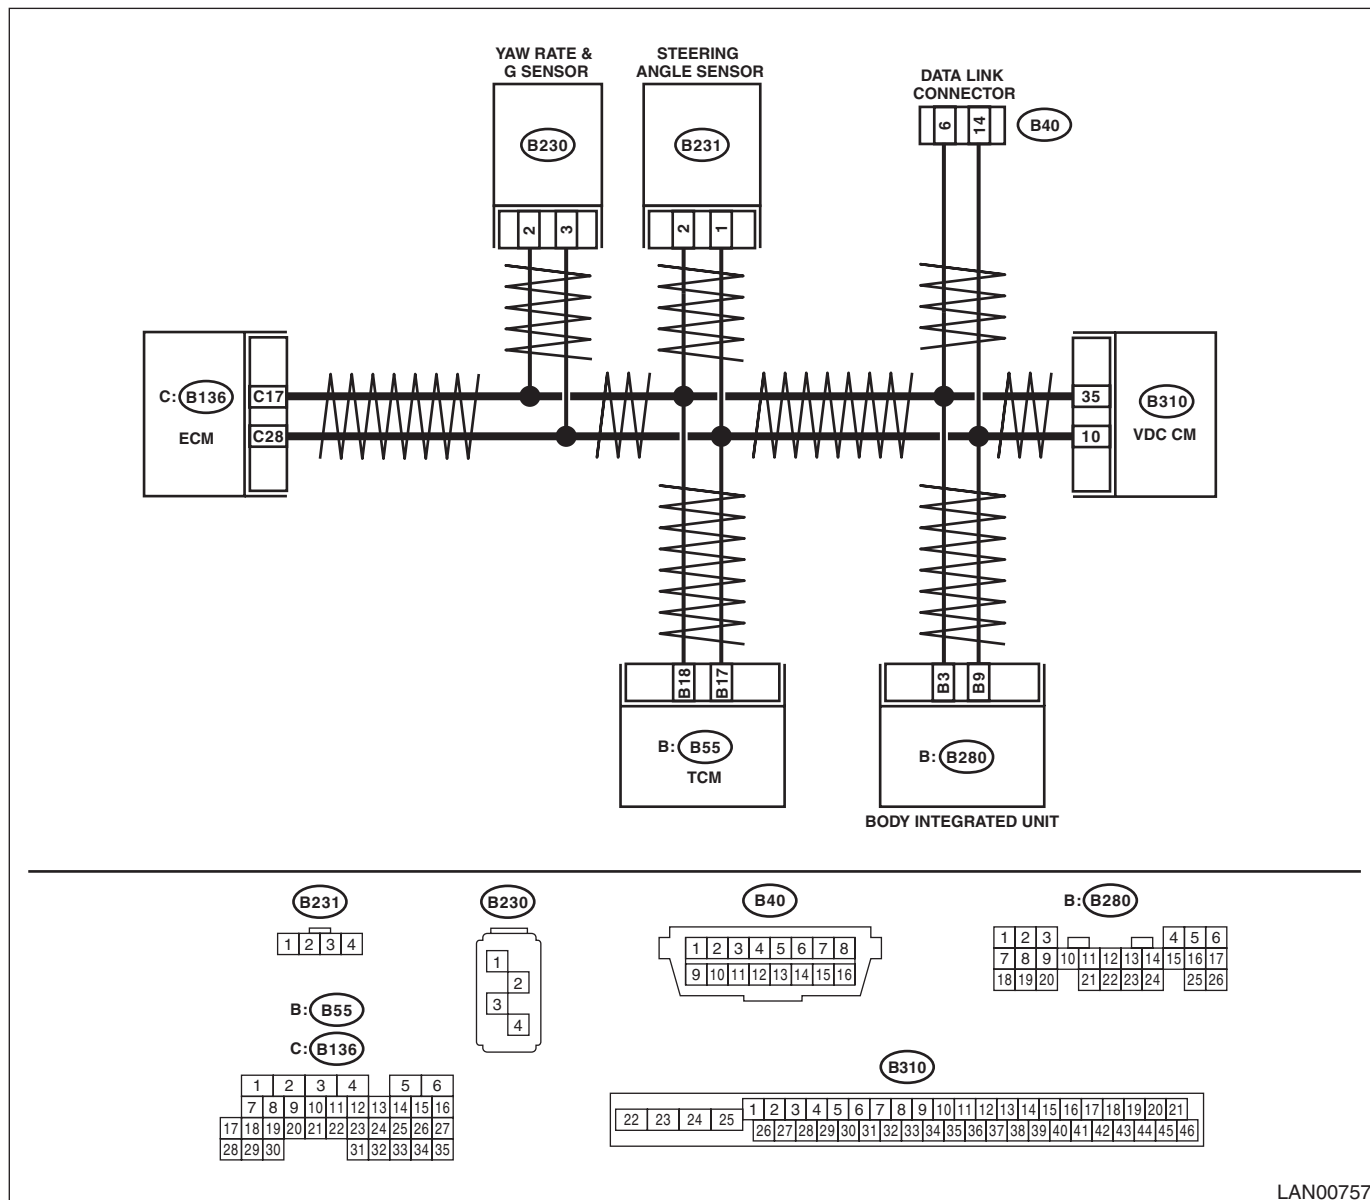 YAW RATE &
G SENSOR
STEERING
ANGLE SENSOR
DATA LINK
CONNECTOR
6
14
B40
B230
B231
2
3
2
1
C: B136
ECM
C17
C28
35
10
B310
VDC CM
B18
B17
B3
B9
B: B55
TCM
B: B280
BODY INTEGRATED UNIT
B231
1 2 3 4
B230
1
2
3
4
B40
1 2 3 4 5 6 7 8
9 10 11 12 13 14 15 16
B: B280
1 2 3 4 5 6
7 8 9 10 11 12 13 14 15 16 17
18 19 20 21 22 23 24 25 26
B: B55
C: B136
1 2 3 4 5 6
7 8 9 10 11 12 13 14 15 16
17 18 19 20 21 22 23 24 25 26 27
28 29 30 31 32 33 34 35
B310
22 23 24 25
1 2 3 4 5 6 7 8 9 10 11 12 13 14 15 16 17 18 19 20 21
26 27 28 29 30 31 32 33 34 35 36 37 38 39 40 41 42 43 44 45 46
LAN00757